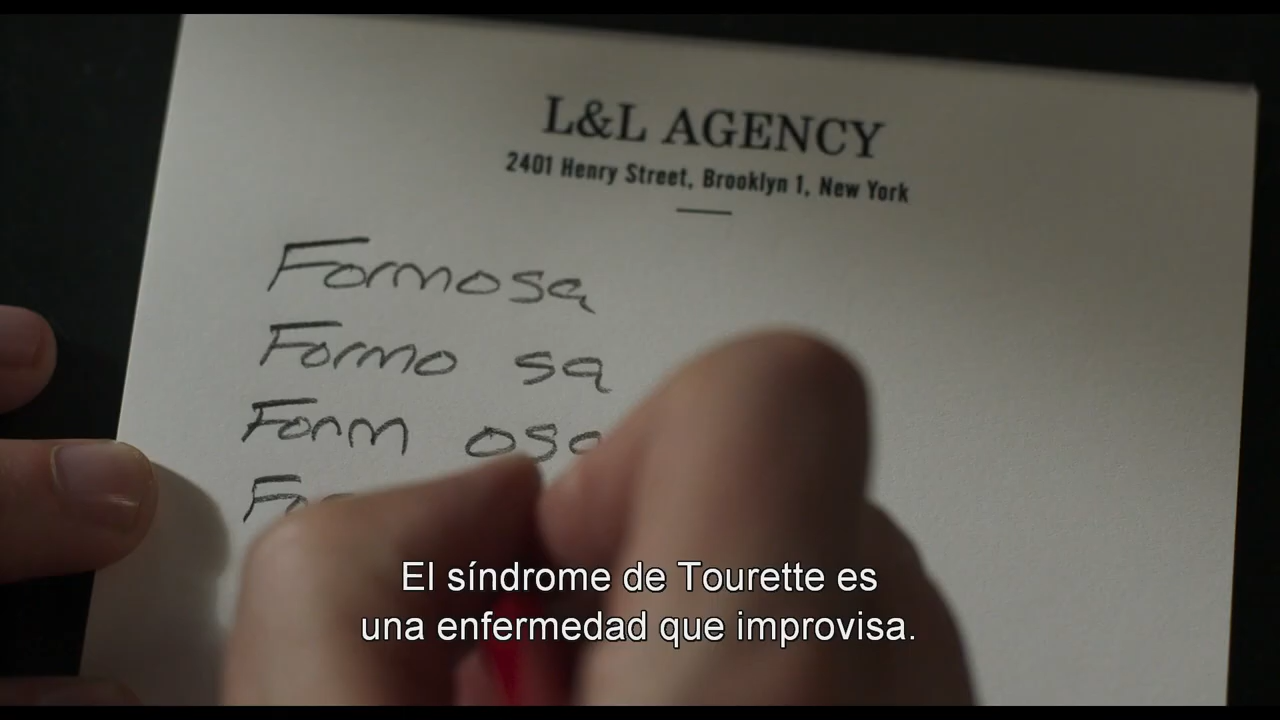 L&L AGENCY
2401 Henry Street, Brooklyn 1, New York
Formosa
Formo sa
Form osa
El síndrome de Tourette es
una enfermedad que improvisa.